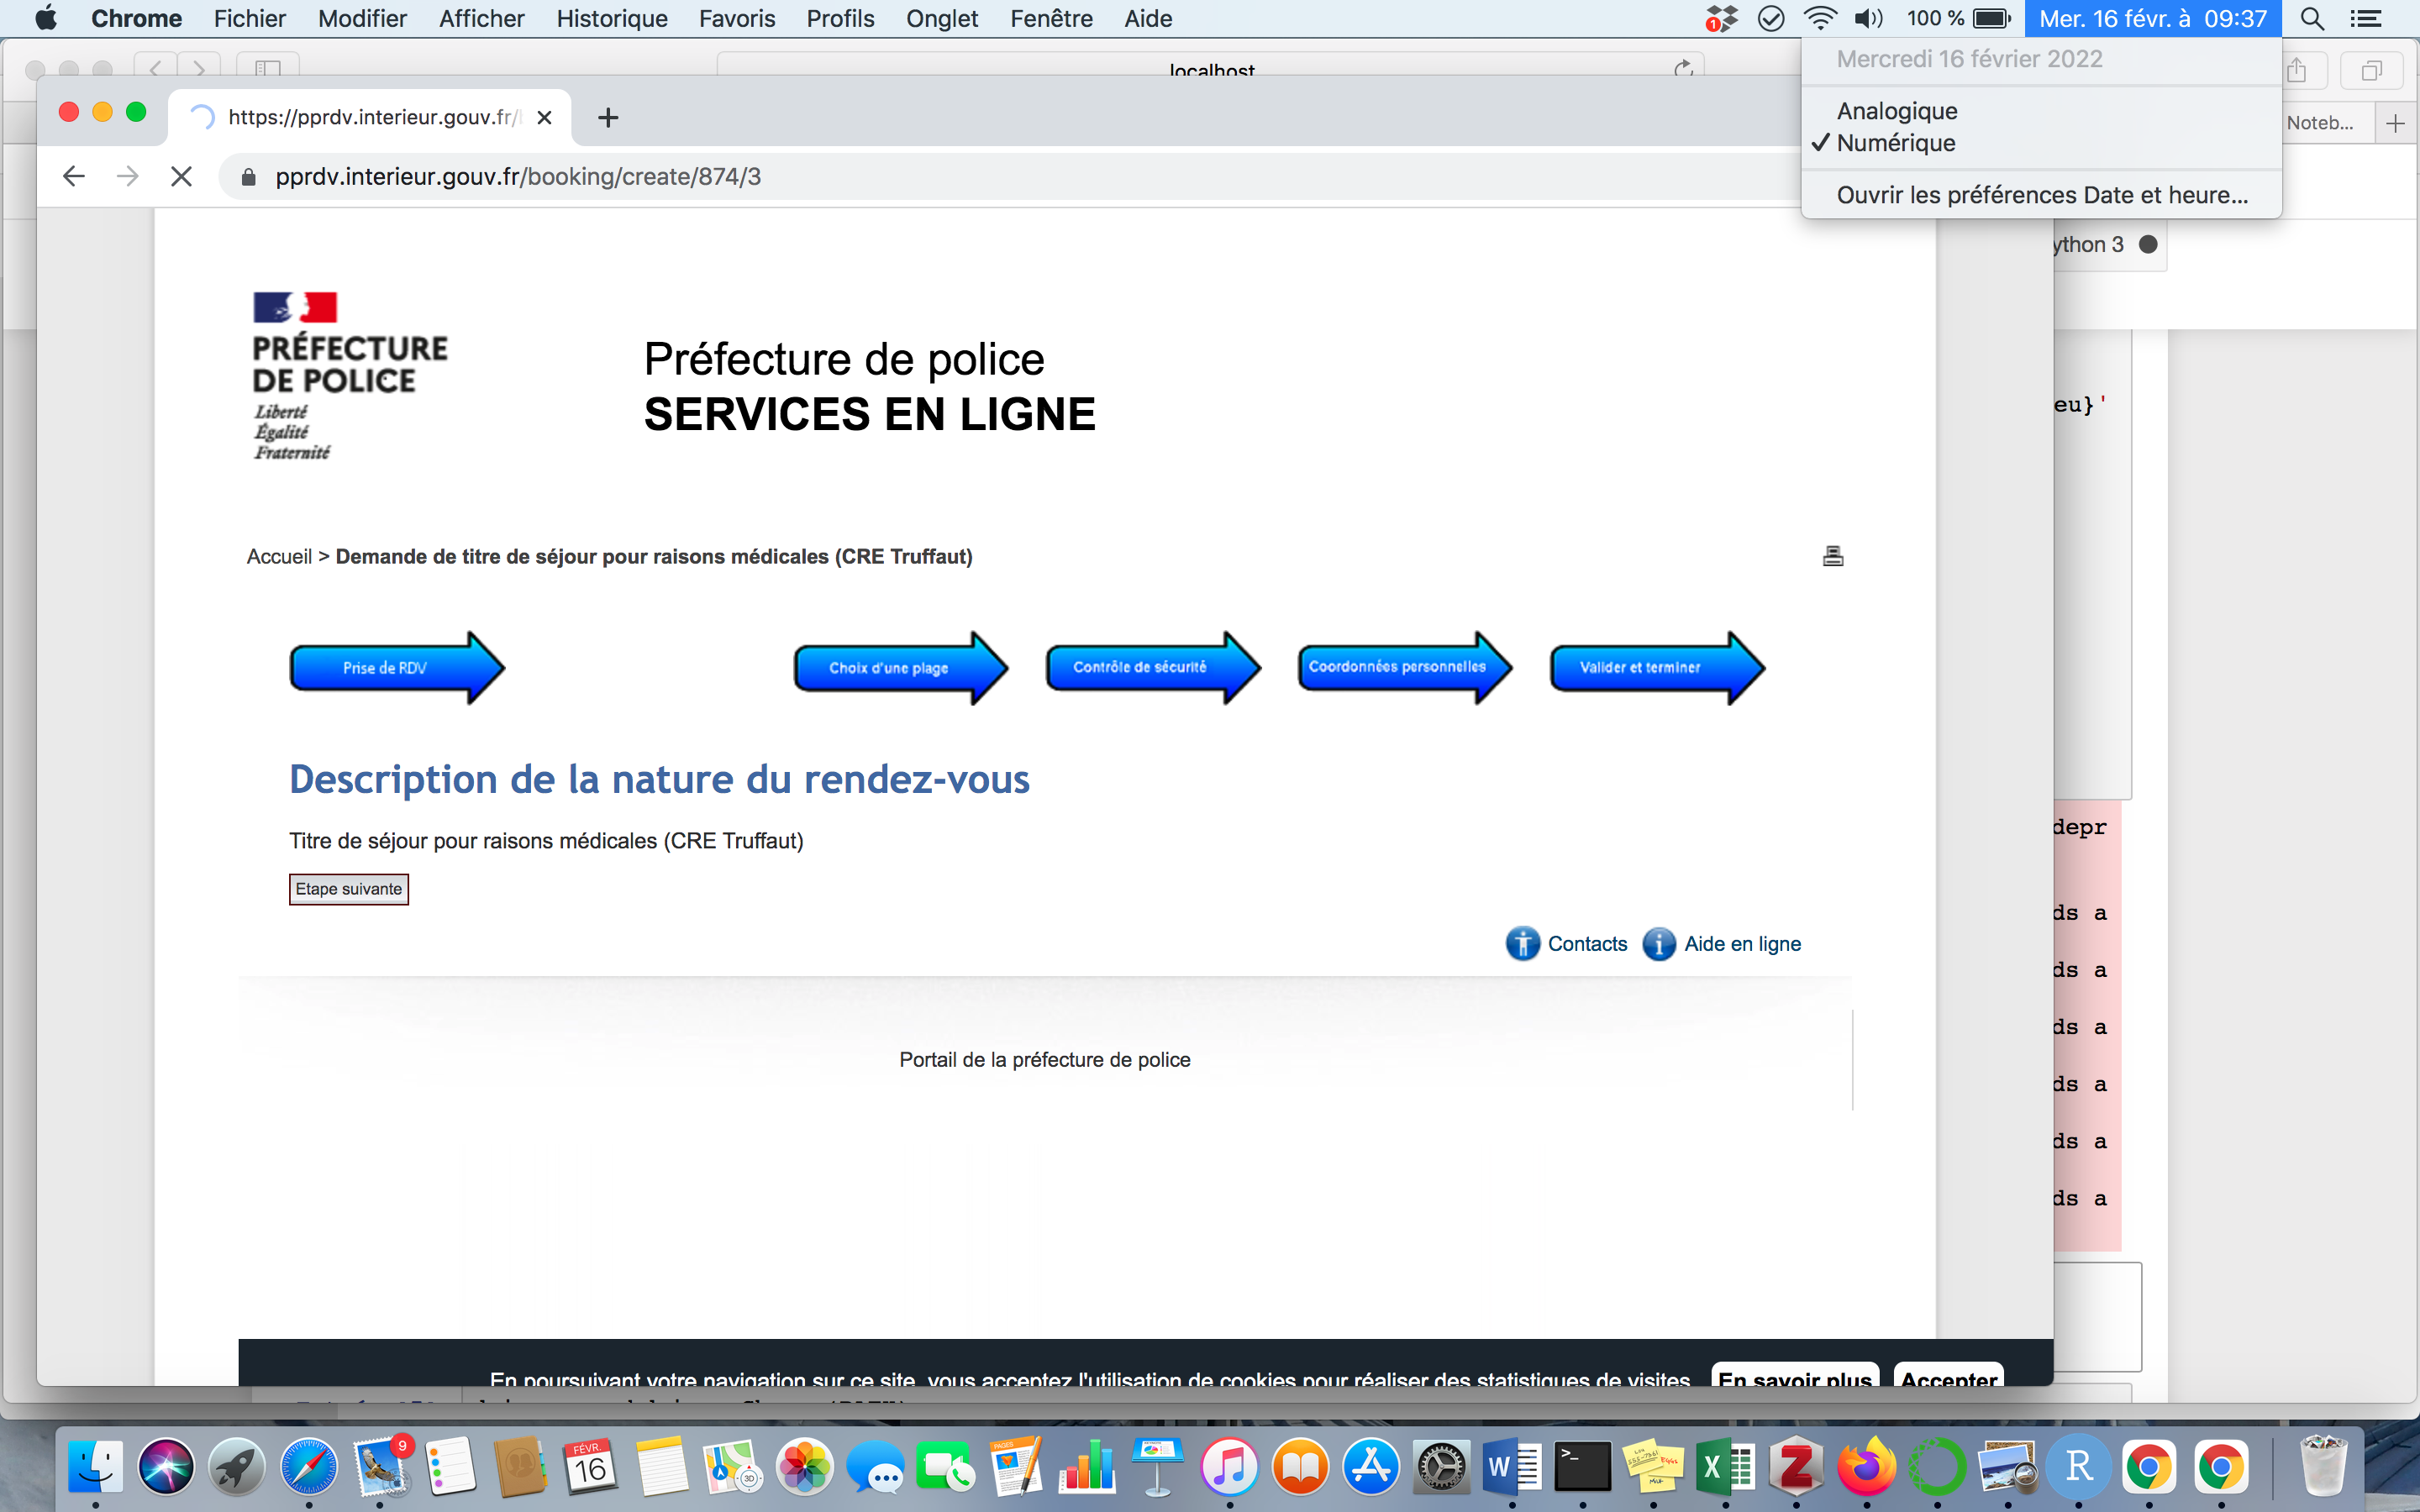 Chrome Fichier Modifier Afficher Historique Favoris Profils Onglet Fenêtre Aide 1 100 % Mer. 16 févr. à 09:37
Mercredi 16 février 2022
Analogique
✓ Numérique
Ouvrir les préférences Date et heure...
localhost
https://pprdv.interieur.gouv.fr/
Noteb...
pprdv.interieur.gouv.fr/booking/create/874/3
ython 3
PRÉFECTURE
DE POLICE
Liberté
Égalité
Fraternité
Préfecture de police
SERVICES EN LIGNE
eu}'
Accueil > Demande de titre de séjour pour raisons médicales (CRE Truffaut)
Prise de RDV
Choix d'une plage
Contrôle de sécurité
Coordonnées personnelles
Valider et terminer
Description de la nature du rendez-vous
Titre de séjour pour raisons médicales (CRE Truffaut)
Etape suivante
depr
ds a
ds a
ds a
ds a
ds a
ds a
Contacts
Aide en ligne
Portail de la préfecture de police
En poursuivant votre navigation sur ce site, vous acceptez l'utilisation de cookies pour réaliser des statistiques de visites
En savoir plus
Accepter
9
FÉVR.
16
3D
PAGES
W
>_
X
Z
R